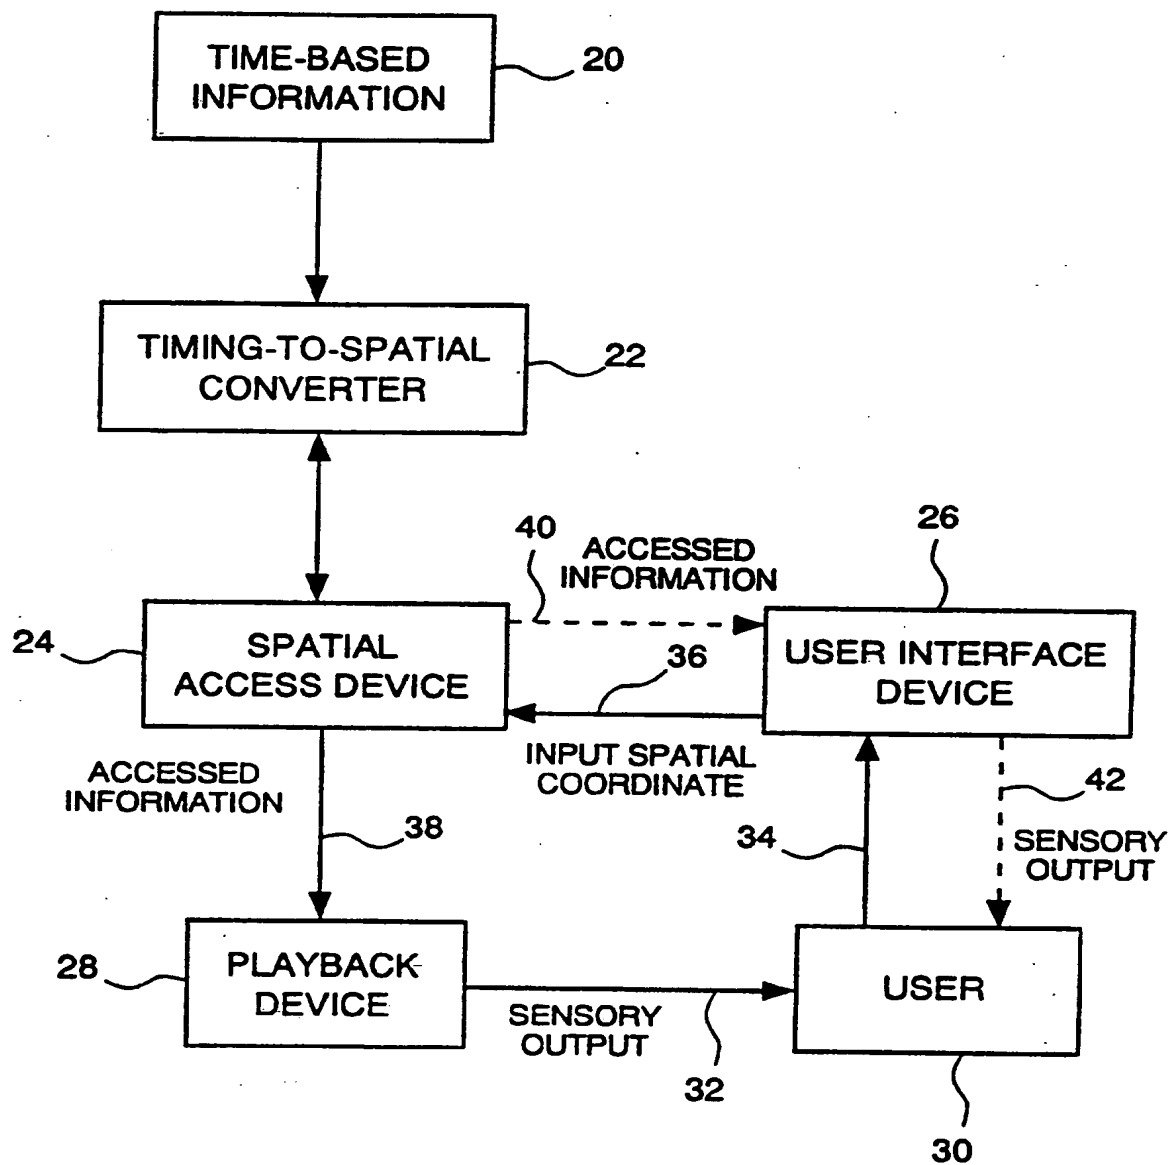 TIME-BASED
INFORMATION
20
TIMING-TO-SPATIAL
CONVERTER
22
40
ACCESSED
INFORMATION
26
24
SPATIAL
ACCESS DEVICE
36
USER INTERFACE
DEVICE
INPUT SPATIAL
COORDINATE
ACCESSED
INFORMATION
38
34
42
SENSORY
OUTPUT
28
PLAYBACK
DEVICE
SENSORY
OUTPUT
32
USER
30